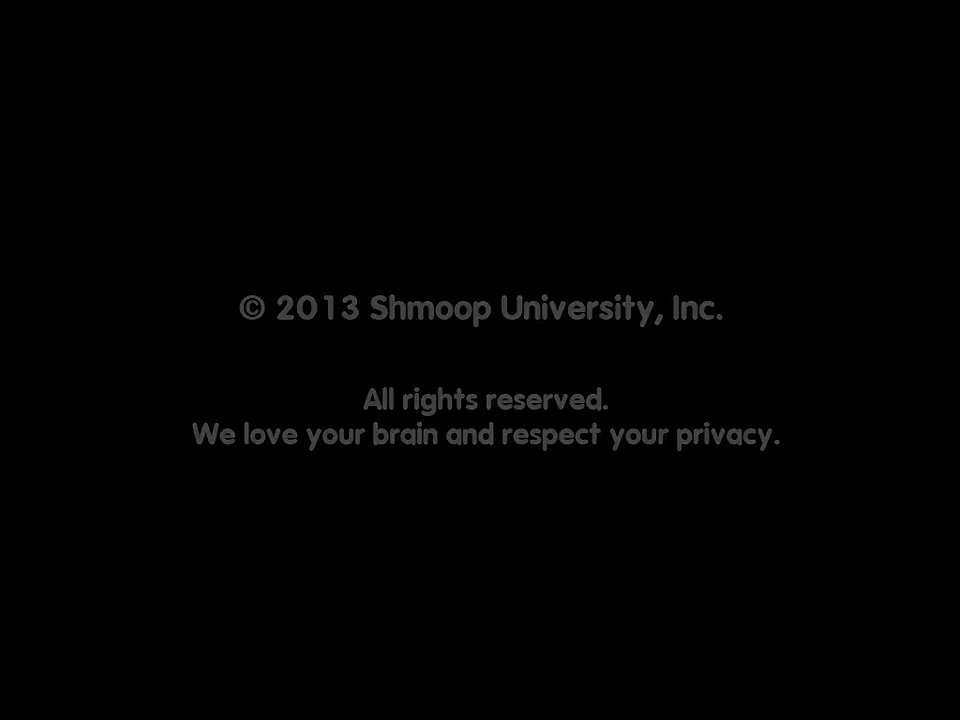 © 2013 Shmoop University, Inc.
All rights reserved.
We love your brain and respect your privacy.